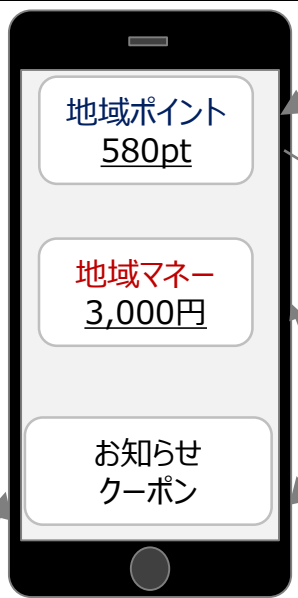 地域ポイント
580pt
地域マネー
3,000円
お知らせ
クーポン